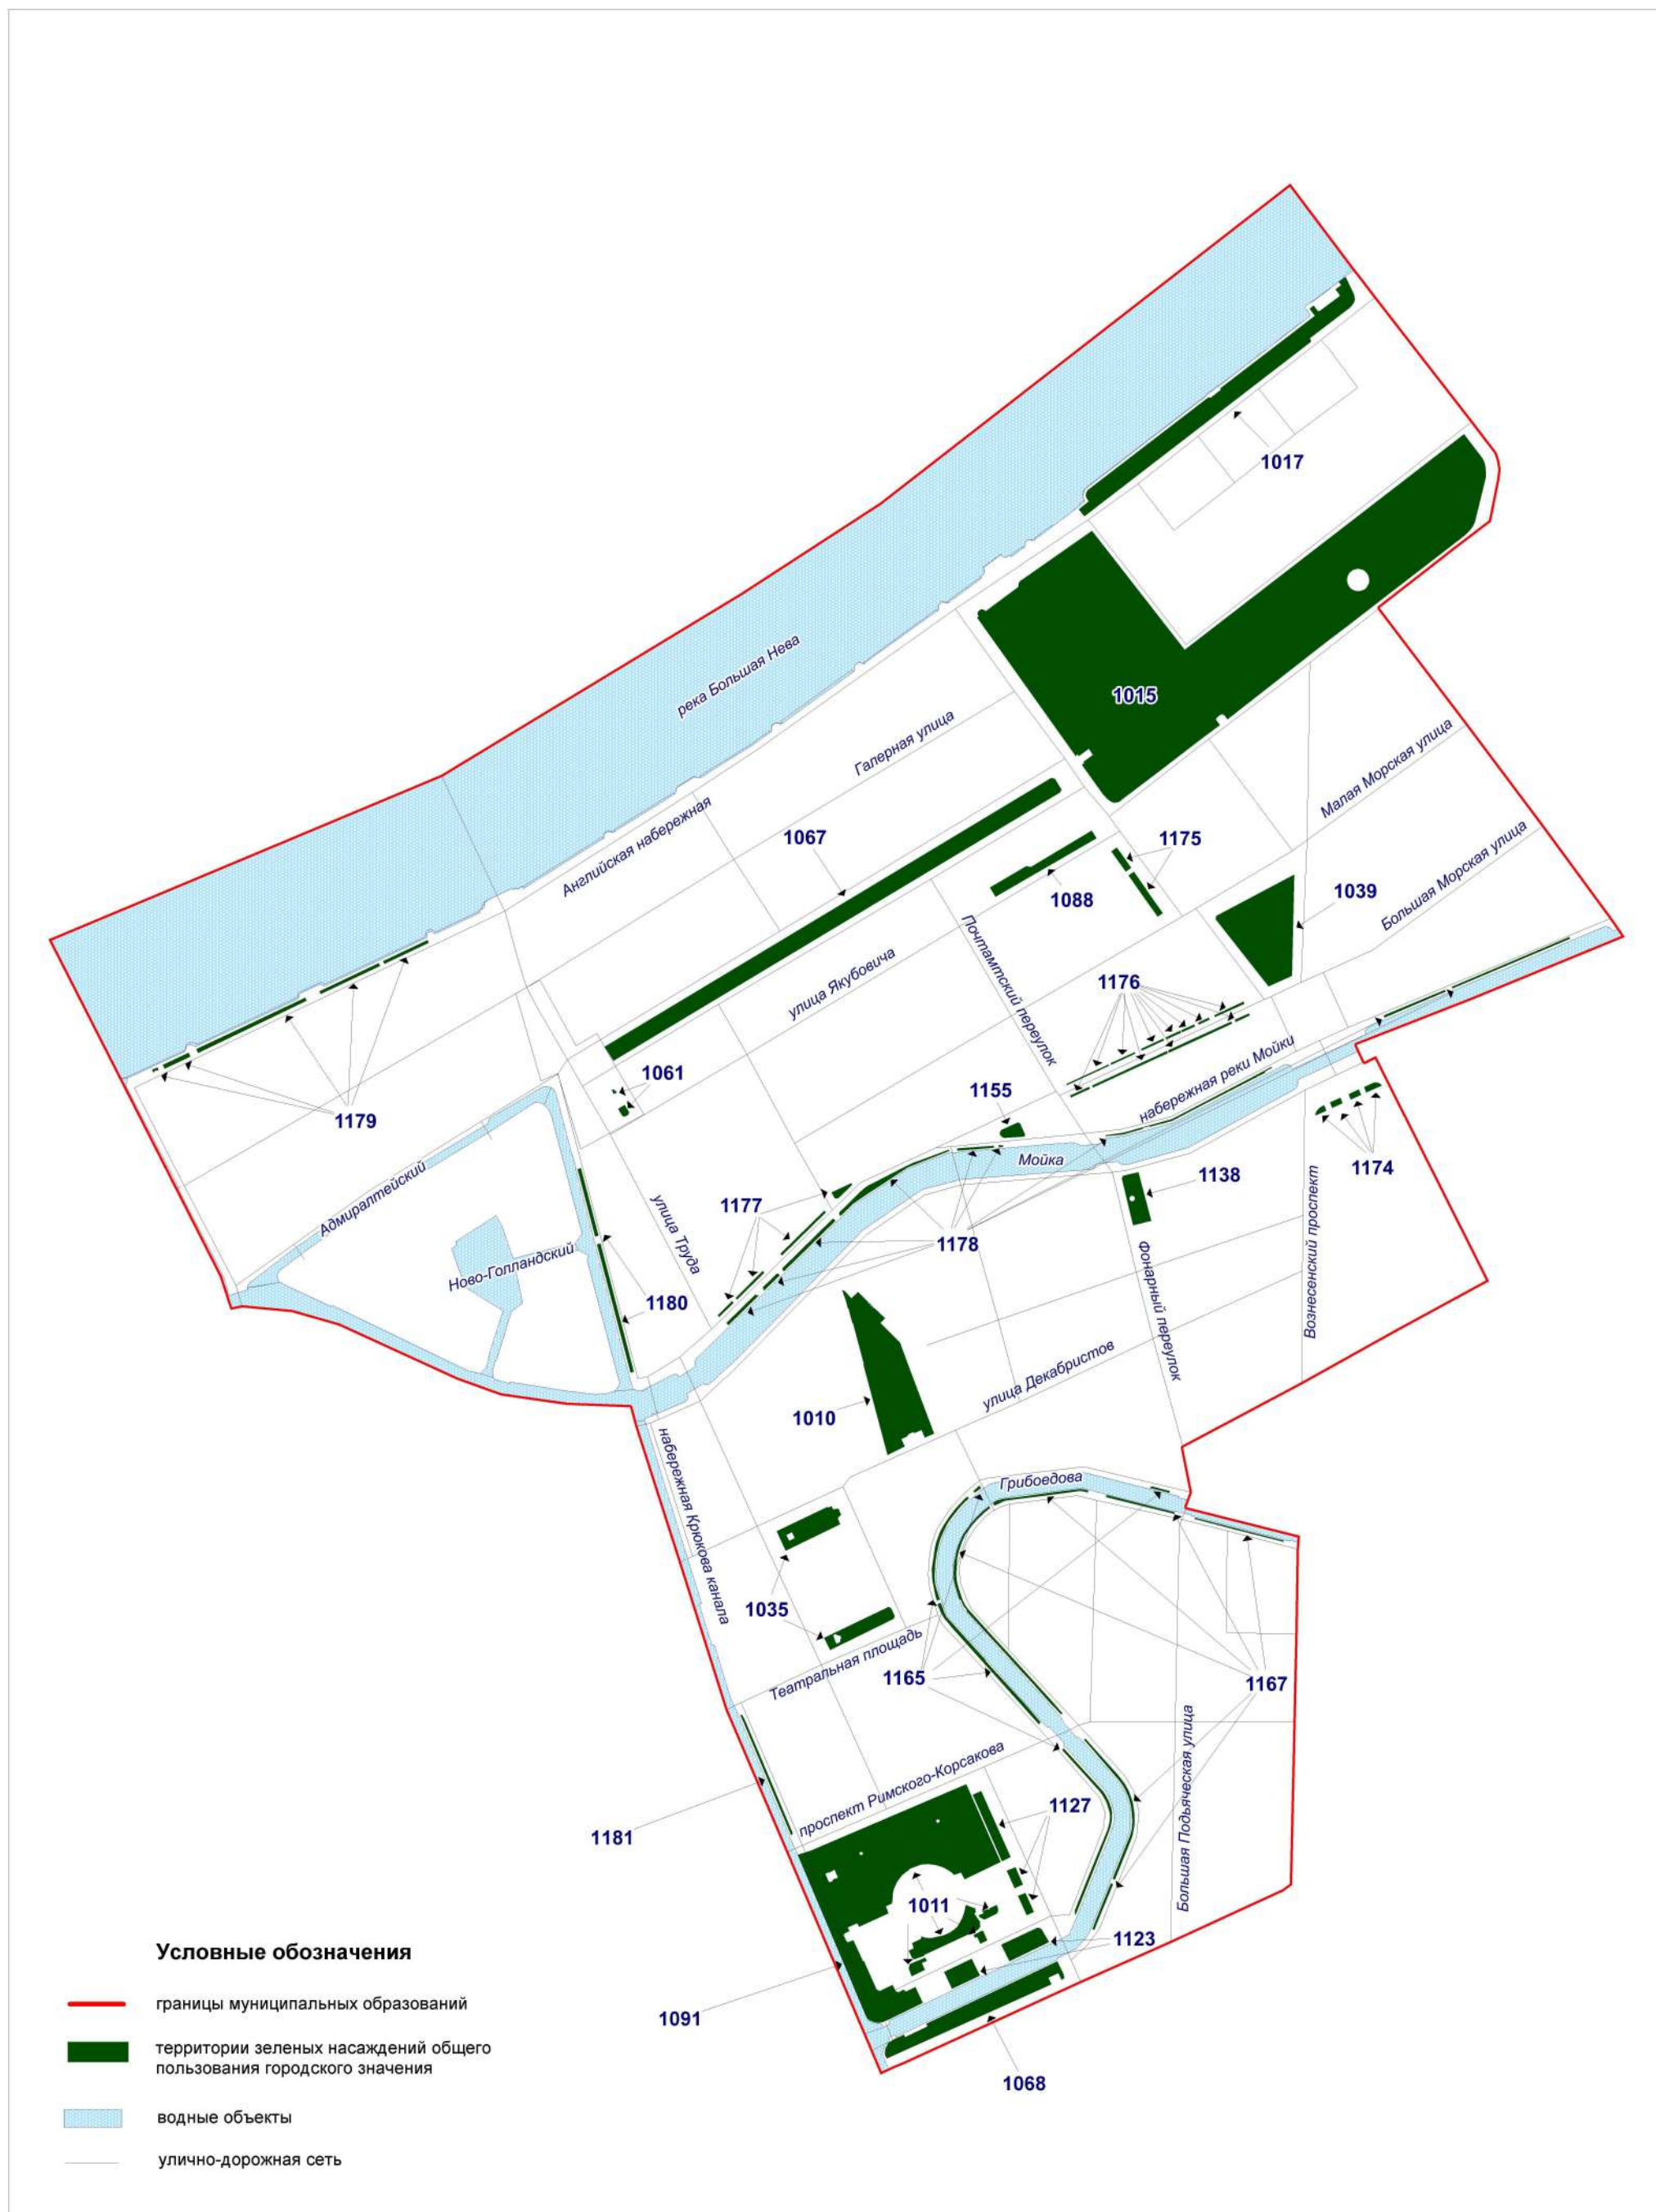 1017
река Большая Нева
1015
Галерная улица
Малая Морская улица
Английская набережная
1067
1175
Большая Морская улица
1088
1039
Почтамтский переулок
улица Якубовича
1176
1061
набережная реки Мойки
1155
1179
Мойка
1174
Адмиралтейский
1138
улица Труда
1177
Вознесенский проспект
1178
Ново-Голландский
Фонарный переулок
1180
улица Декабристов
1010
набережная Крюкова канала
Грибоедова
1035
Театральная площадь
1165
1167
Большая Подьяческая улица
проспект Римского-Корсакова
1127
1181
1011
1123
1091
1068
Условные обозначения
границы муниципальных образований
территории зеленых насаждений общего
пользования городского значения
водные объекты
улично-дорожная сеть